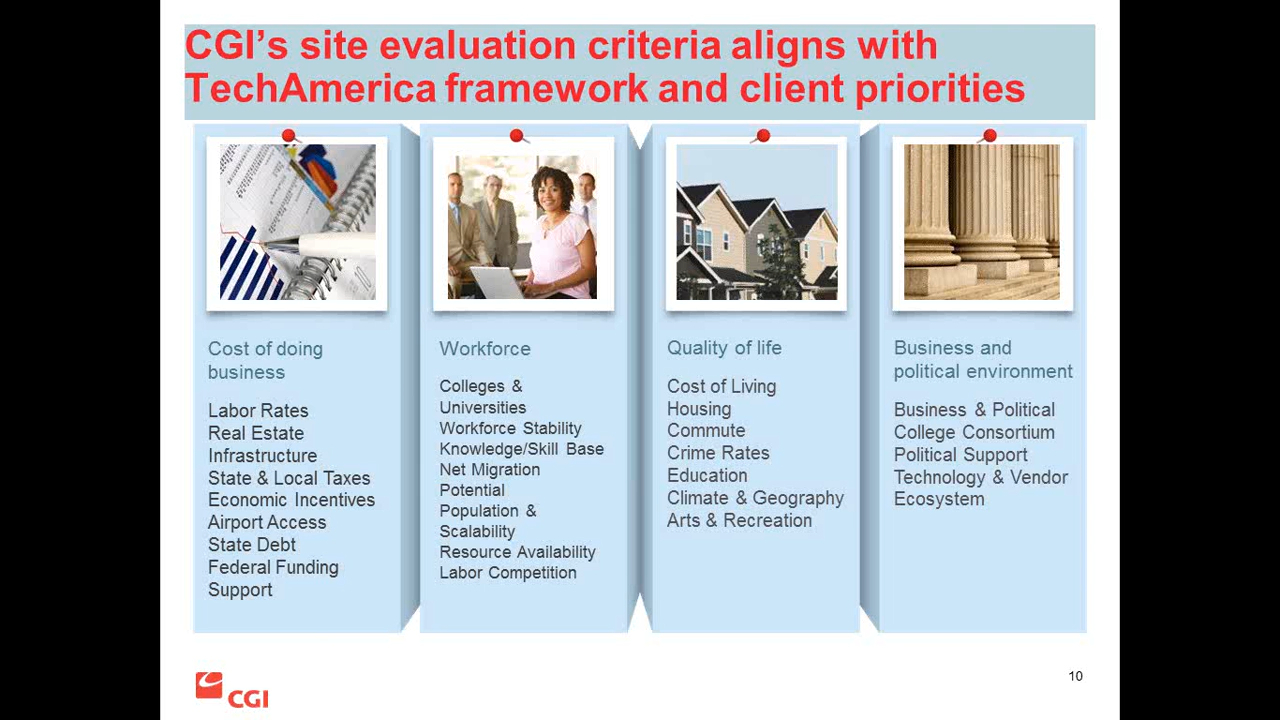 CGI's site evaluation criteria aligns with
TechAmerica framework and client priorities
Cost of doing
business
Labor Rates
Real Estate
Infrastructure
State & Local Taxes
Economic Incentives
Airport Access
State Debt
Federal Funding
Support
Workforce
Colleges &
Universities
Workforce Stability
Knowledge/Skill Base
Net Migration
Potential
Population &
Scalability
Resource Availability
Labor Competition
Quality of life
Cost of Living
Housing
Commute
Crime Rates
Education
Climate & Geography
Arts & Recreation
Business and
political environment
Business & Political
College Consortium
Political Support
Technology & Vendor
Ecosystem
CGI
10